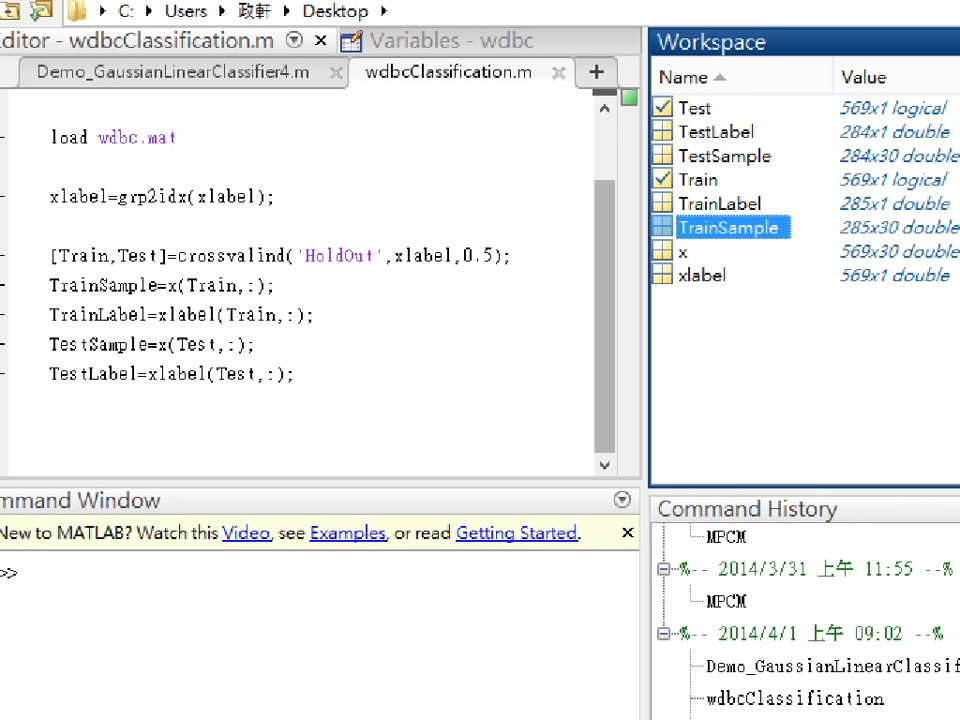 C: Users 政軒 Desktop
Editor - wdbcClassification.m
Variables - wdbc
Demo_GaussianLinearClassifier4.m
wdbcClassification.m
+
load wdbc.mat
xlabel=grp2idx(xlabel);
[Train,Test]=crossvalind('HoldOut',xlabel,0.5);
TrainSample=x(Train,:);
TrainLabel=xlabel(Train,:);
TestSample=x(Test,:);
TestLabel=xlabel(Test,:);
mmand Window
New to MATLAB? Watch this Video, see Examples, or read Getting Started.
>>
Workspace
Name Value
Test 569x1 logical
TestLabel 284x1 double
TestSample 284x30 double
Train 569x1 logical
TrainLabel 285x1 double
TrainSample 285x30 double
x 569x30 double
xlabel 569x1 double
Command History
MPCM
%-- 2014/3/31 上午 11:55 --%
MPCM
%-- 2014/4/1 上午 09:02 --%
Demo_GaussianLinearClassif
wdbcClassification